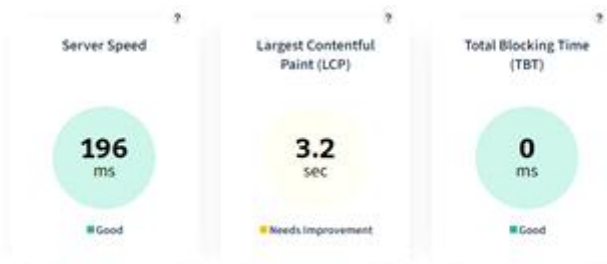 ?
Server Speed
196
ms
Good
?
Largest Contentful
Paint (LCP)
3.2
sec
Needs Improvement
?
Total Blocking Time
(TBT)
0
ms
Good